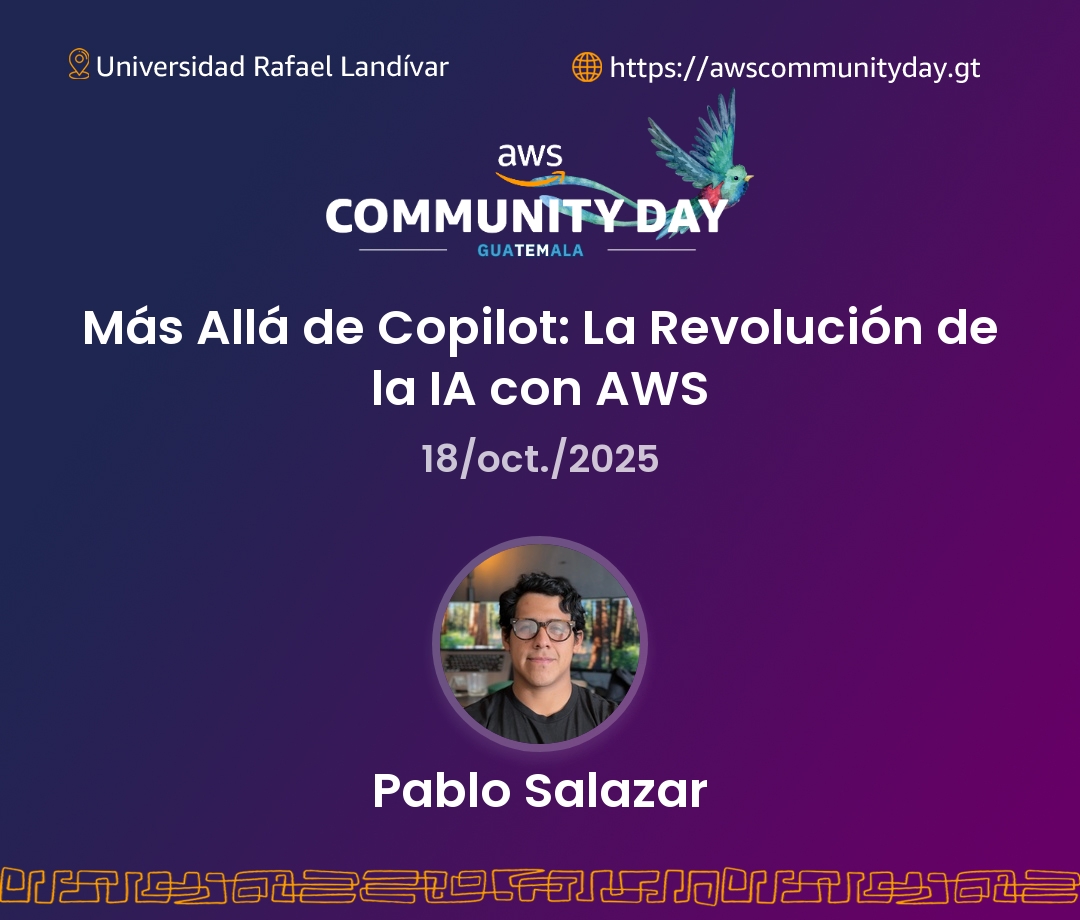 Universidad Rafael Landívar
https://awscommunityday.gt
aws
COMMUNITY DAY
GUATEMALA
Más Allá de Copilot: La Revolución de
la IA con AWS
18/oct./2025
Pablo Salazar